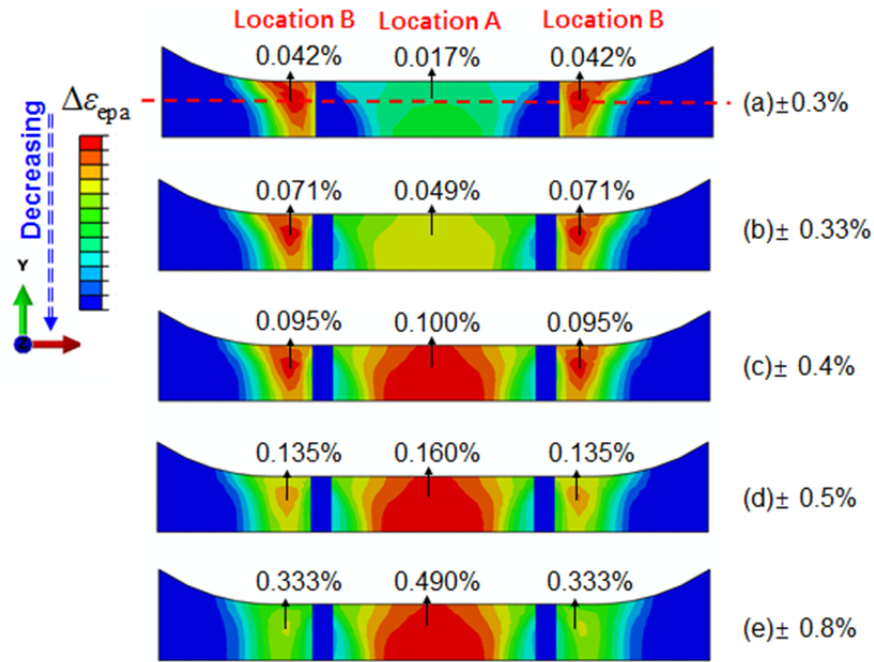 Location B Location A Location B
0.042% 0.017% 0.042%
Δε epa
(a)± 0.3%
Decreasing
0.071% 0.049% 0.071%
(b)± 0.33%
Y
Z
0.095% 0.100% 0.095%
(c)± 0.4%
0.135% 0.160% 0.135%
(d)± 0.5%
0.333% 0.490% 0.333%
(e)± 0.8%